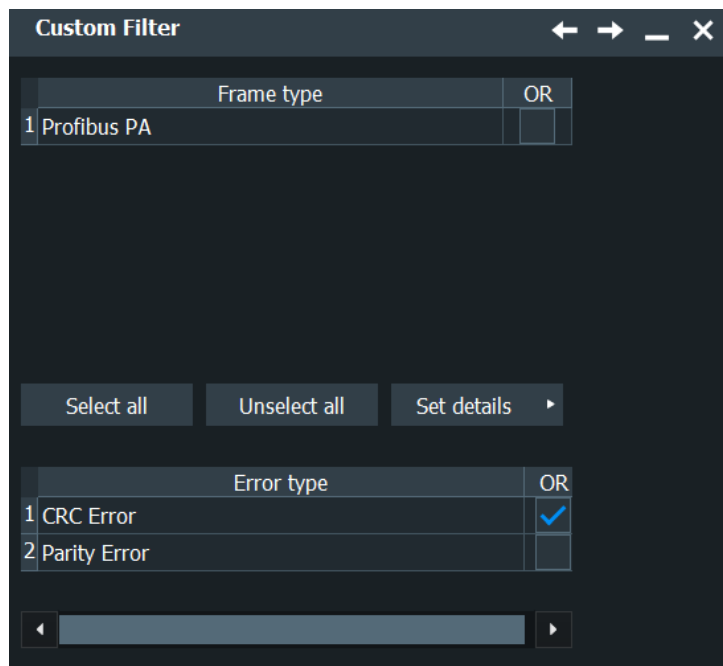 Custom Filter
Frame type OR
1 Profibus PA
Select all Unselect all Set details
Error type OR
1 CRC Error
2 Parity Error